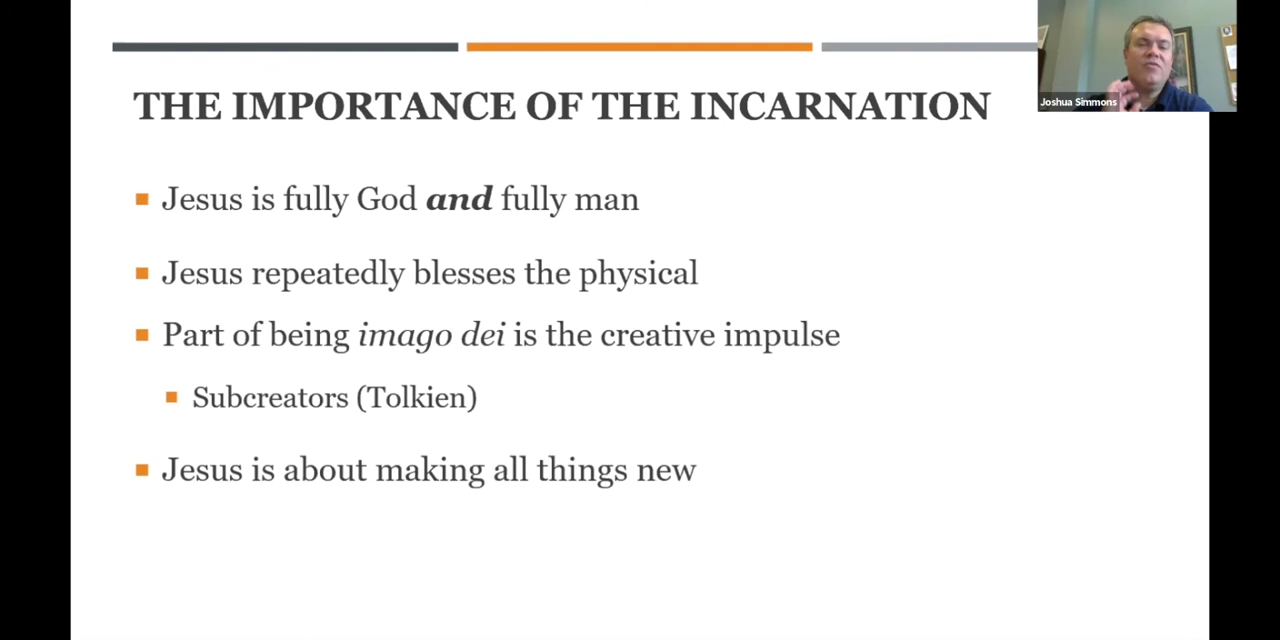 THE IMPORTANCE OF THE INCARNATION
Joshua Simmons
Jesus is fully God and fully man
Jesus repeatedly blesses the physical
Part of being imago dei is the creative impulse
Subcreators (Tolkien)
Jesus is about making all things new